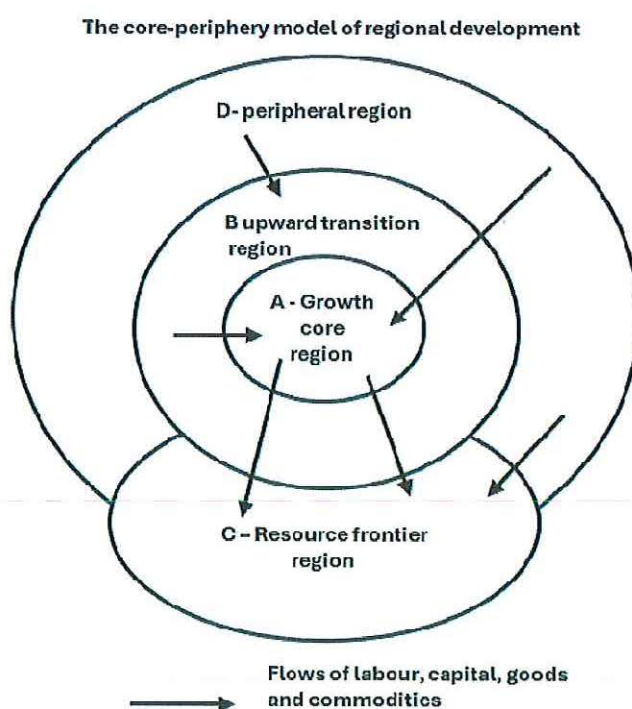 The core-periphery model of regional development
D- peripheral region
B upward transition
region
A - Growth
core
region
C – Resource frontier
region
Flows of labour, capital, goods
and commodities